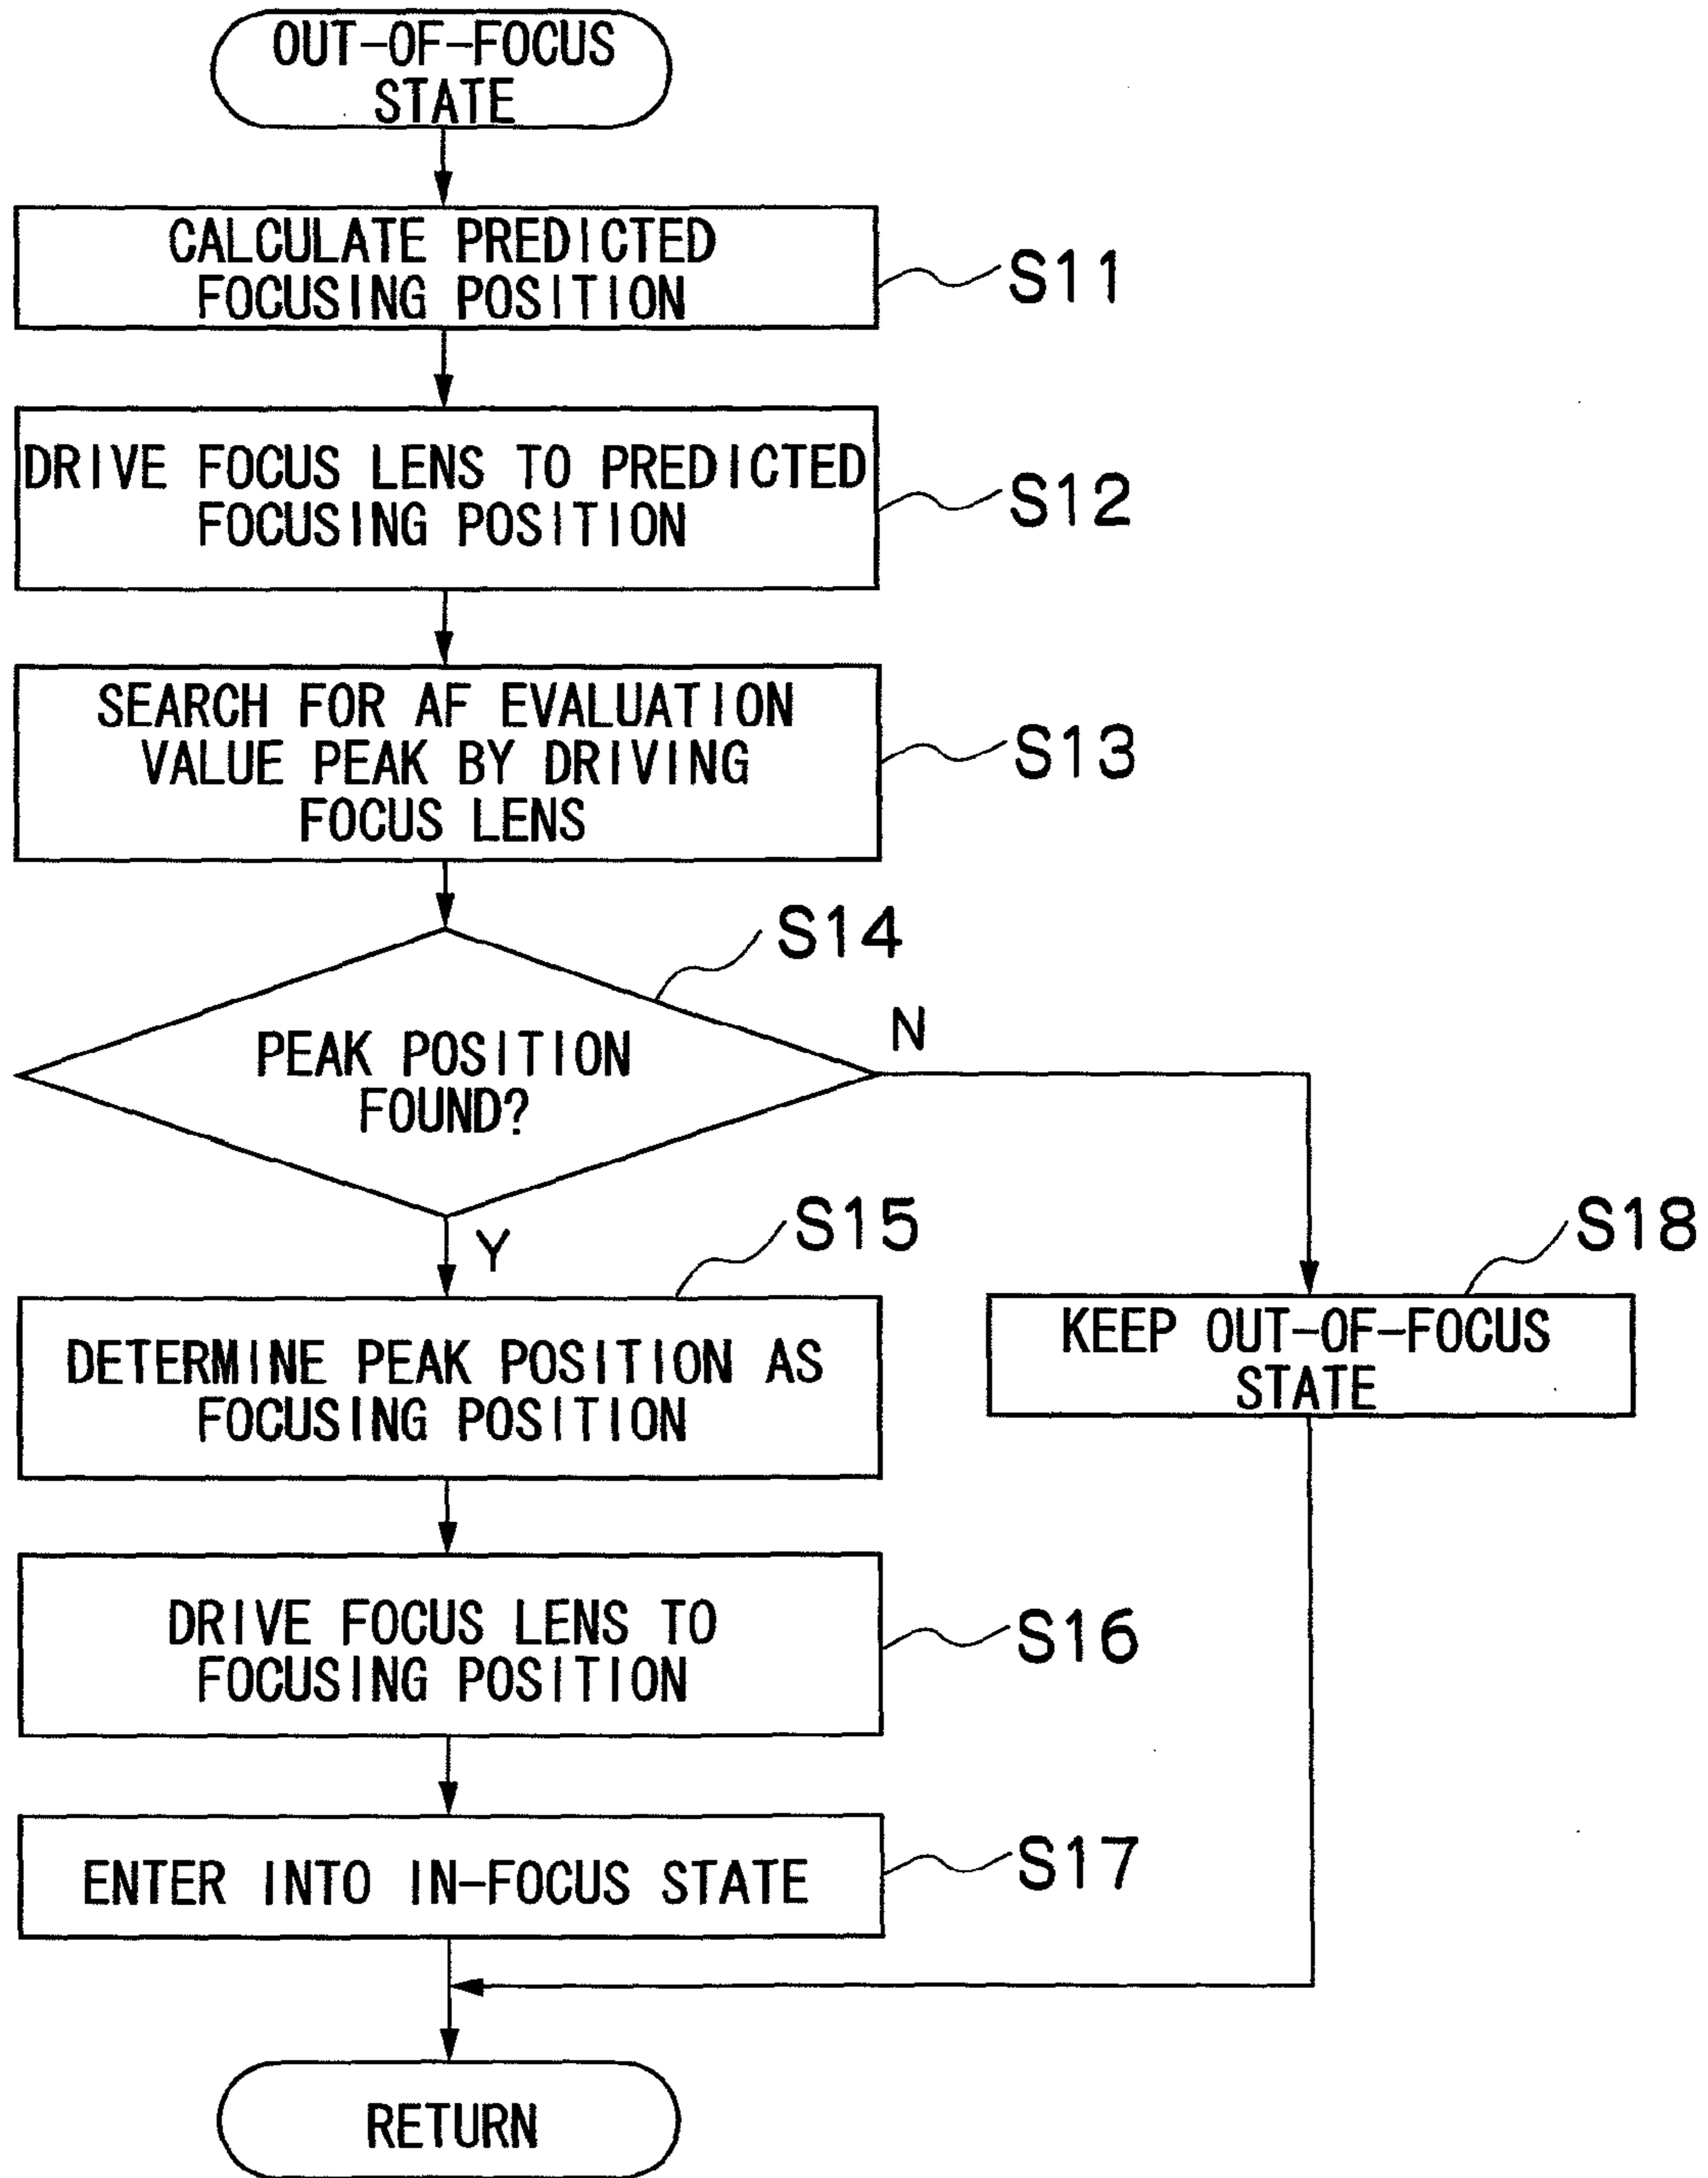 OUT-OF-FOCUS
STATE
CALCULATE PREDICTED
FOCUSING POSITION
S11
DRIVE FOCUS LENS TO PREDICTED
FOCUSING POSITION
S12
SEARCH FOR AF EVALUATION
VALUE PEAK BY DRIVING
FOCUS LENS
S13
S14
PEAK POSITION
FOUND?
N
Y
S15
DETERMINE PEAK POSITION AS
FOCUSING POSITION
S18
KEEP OUT-OF-FOCUS
STATE
DRIVE FOCUS LENS TO
FOCUSING POSITION
S16
ENTER INTO IN-FOCUS STATE
S17
RETURN